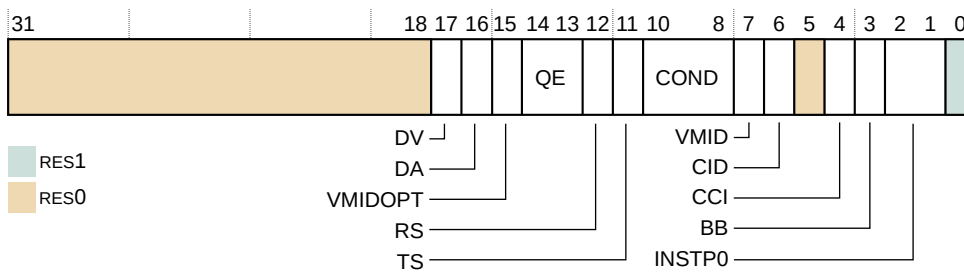 31 18 17 16 15 14 13 12 11 10 8 7 6 5 4 3 2 1 0
QE COND
DV VMID
RES1 DA CID
RES0 VMIDOPT CCI
RS BB
TS INSTP0